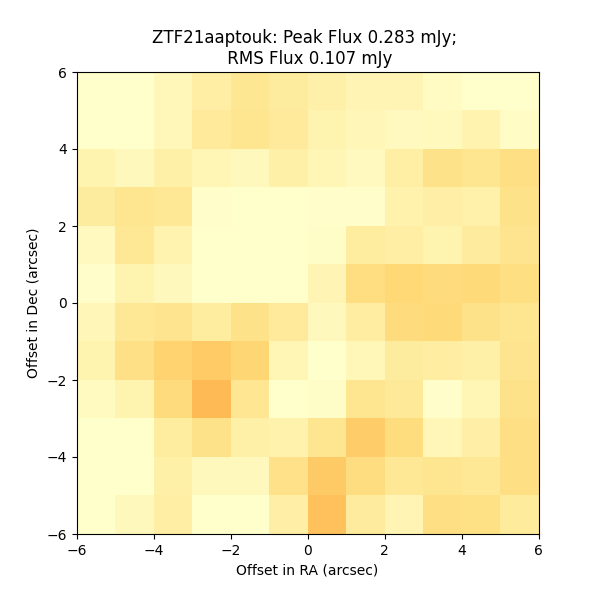 ZTF21aaptouk: Peak Flux 0.283 mJy;
RMS Flux 0.107 mJy
6
4
2
0
−2
−4
−6
Offset in Dec (arcsec)
−6 −4 −2 0 2 4 6
Offset in RA (arcsec)